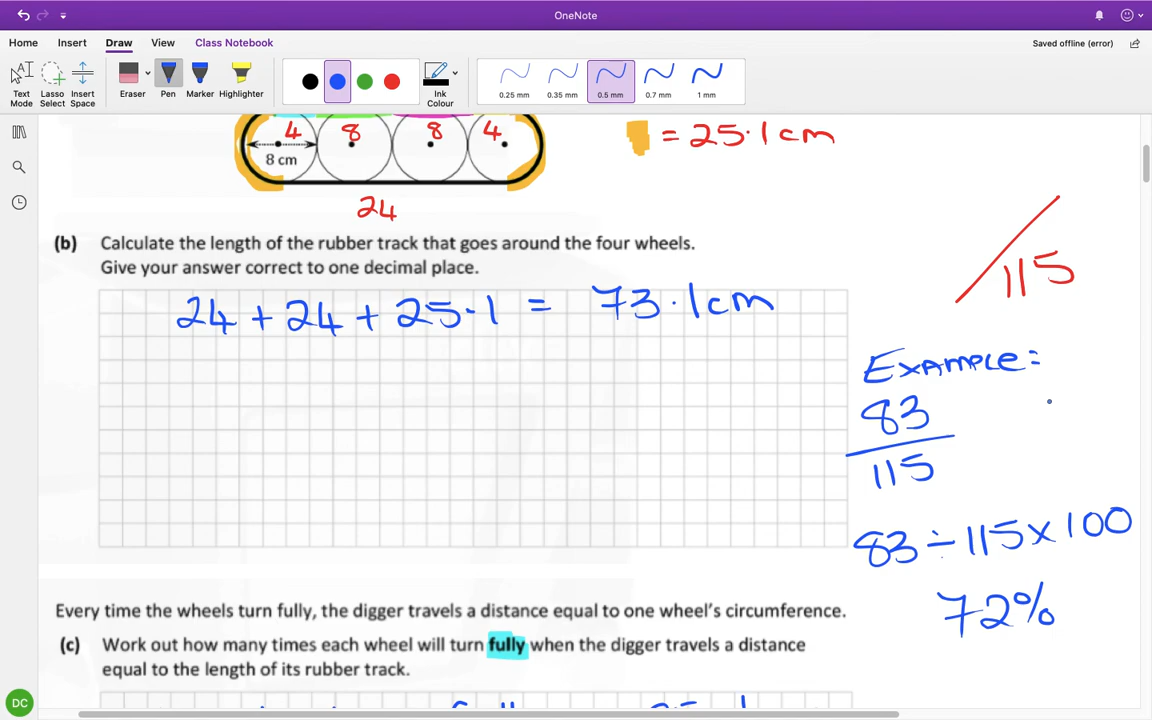 OneNote
Home Insert Draw View Class Notebook
Saved offline (error)
Text Mode
Lasso Select
Insert Space
Eraser
Pen
Marker
Highlighter
Ink Colour
0.25 mm 0.35 mm 0.5 mm 0.7 mm 1 mm
4 8 8 4
8 cm
24
= 25·1cm
115
(b) Calculate the length of the rubber track that goes around the four wheels.
Give your answer correct to one decimal place.
24 + 24 + 25·1 = 73·1cm
Example:
83
115
83 ÷ 115 x 100
72%
Every time the wheels turn fully, the digger travels a distance equal to one wheel's circumference.
(c) Work out how many times each wheel will turn fully when the digger travels a distance
equal to the length of its rubber track.
DC